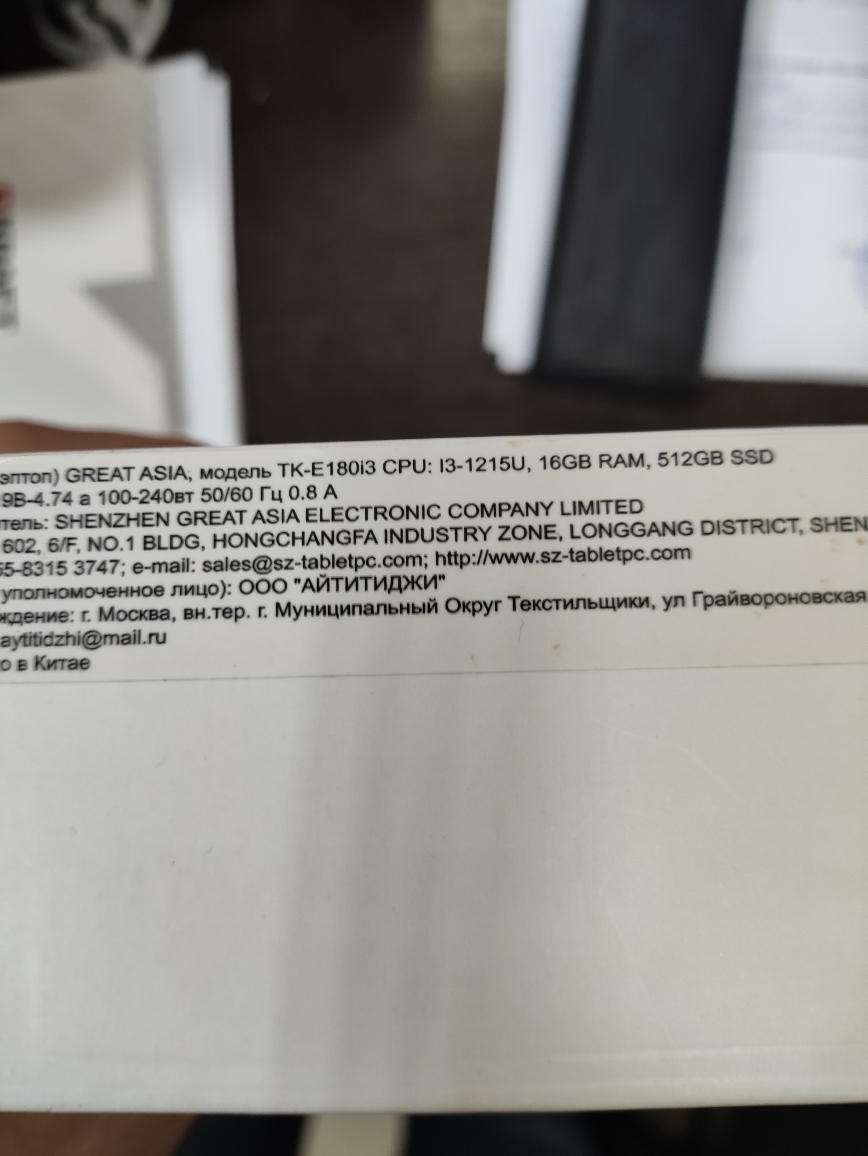 эптоп) GREAT ASIA, модель TK-E180i3 CPU: I3-1215U, 16GB RAM, 512GB SSD
9В-4.74 а 100-240вт 50/60 Гц 0.8 А
тель: SHENZHEN GREAT ASIA ELECTRONIC COMPANY LIMITED
602, 6/F, NO.1 BLDG, HONGCHANGFA INDUSTRY ZONE, LONGGANG DISTRICT, SHEN
55-8315 3747; e-mail: sales@sz-tabletpc.com; http://www.sz-tabletpc.com
уполномоченное лицо): ООО "АЙТИТИДЖИ"
ждение: г. Москва, вн.тер. г. Муниципальный Округ Текстильщики, ул Грайвороновская
aytitidzhi@mail.ru
о в Китае